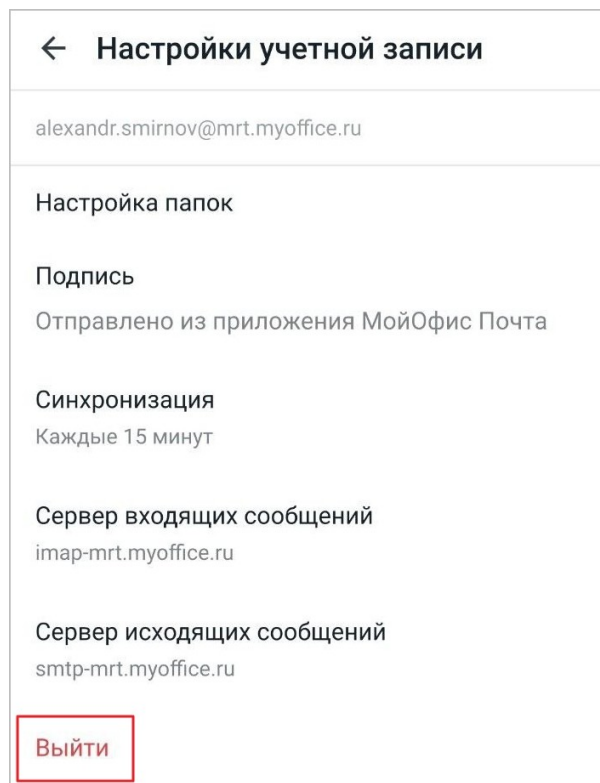 Настройки учетной записи
alexandr.smirnov@mrt.myoffice.ru
Настройка папок
Подпись
Отправлено из приложения МойОфис Почта
Синхронизация
Каждые 15 минут
Сервер входящих сообщений
imap-mrt.myoffice.ru
Сервер исходящих сообщений
smtp-mrt.myoffice.ru
Выйти